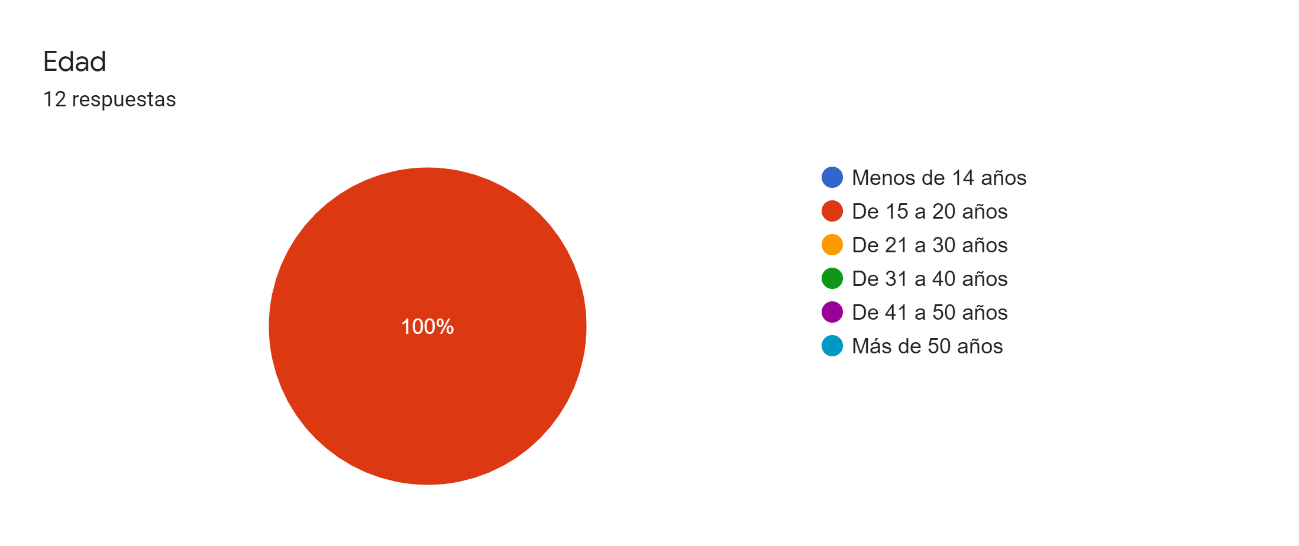 Edad
12 respuestas
100%
Menos de 14 años
De 15 a 20 años
De 21 a 30 años
De 31 a 40 años
De 41 a 50 años
Más de 50 años